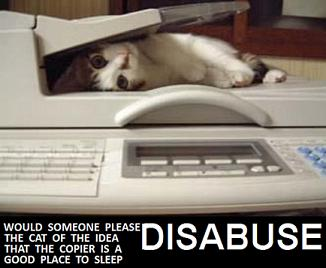 WOULD SOMEONE PLEASE DISABUSE
THE CAT OF THE IDEA
THAT THE COPIER IS A
GOOD PLACE TO SLEEP